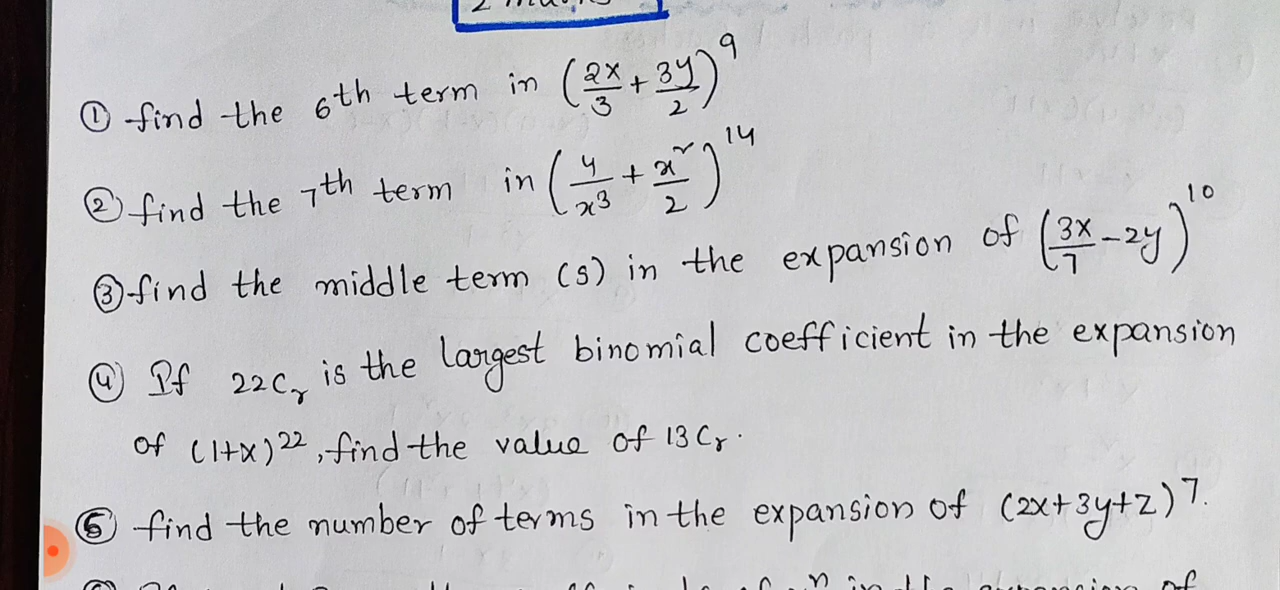 ① find the 6th term in (2x/3 + 3y/2)^9
② find the 7th term in (4/x^3 + x^2/2)^14
③ find the middle term (s) in the expansion of (3x/7 - 2y)^10
④ If 22Cr is the largest binomial coefficient in the expansion
of (1+x)^22, find the value of 13Cr.
⑤ find the number of terms in the expansion of (2x+3y+z)^7.